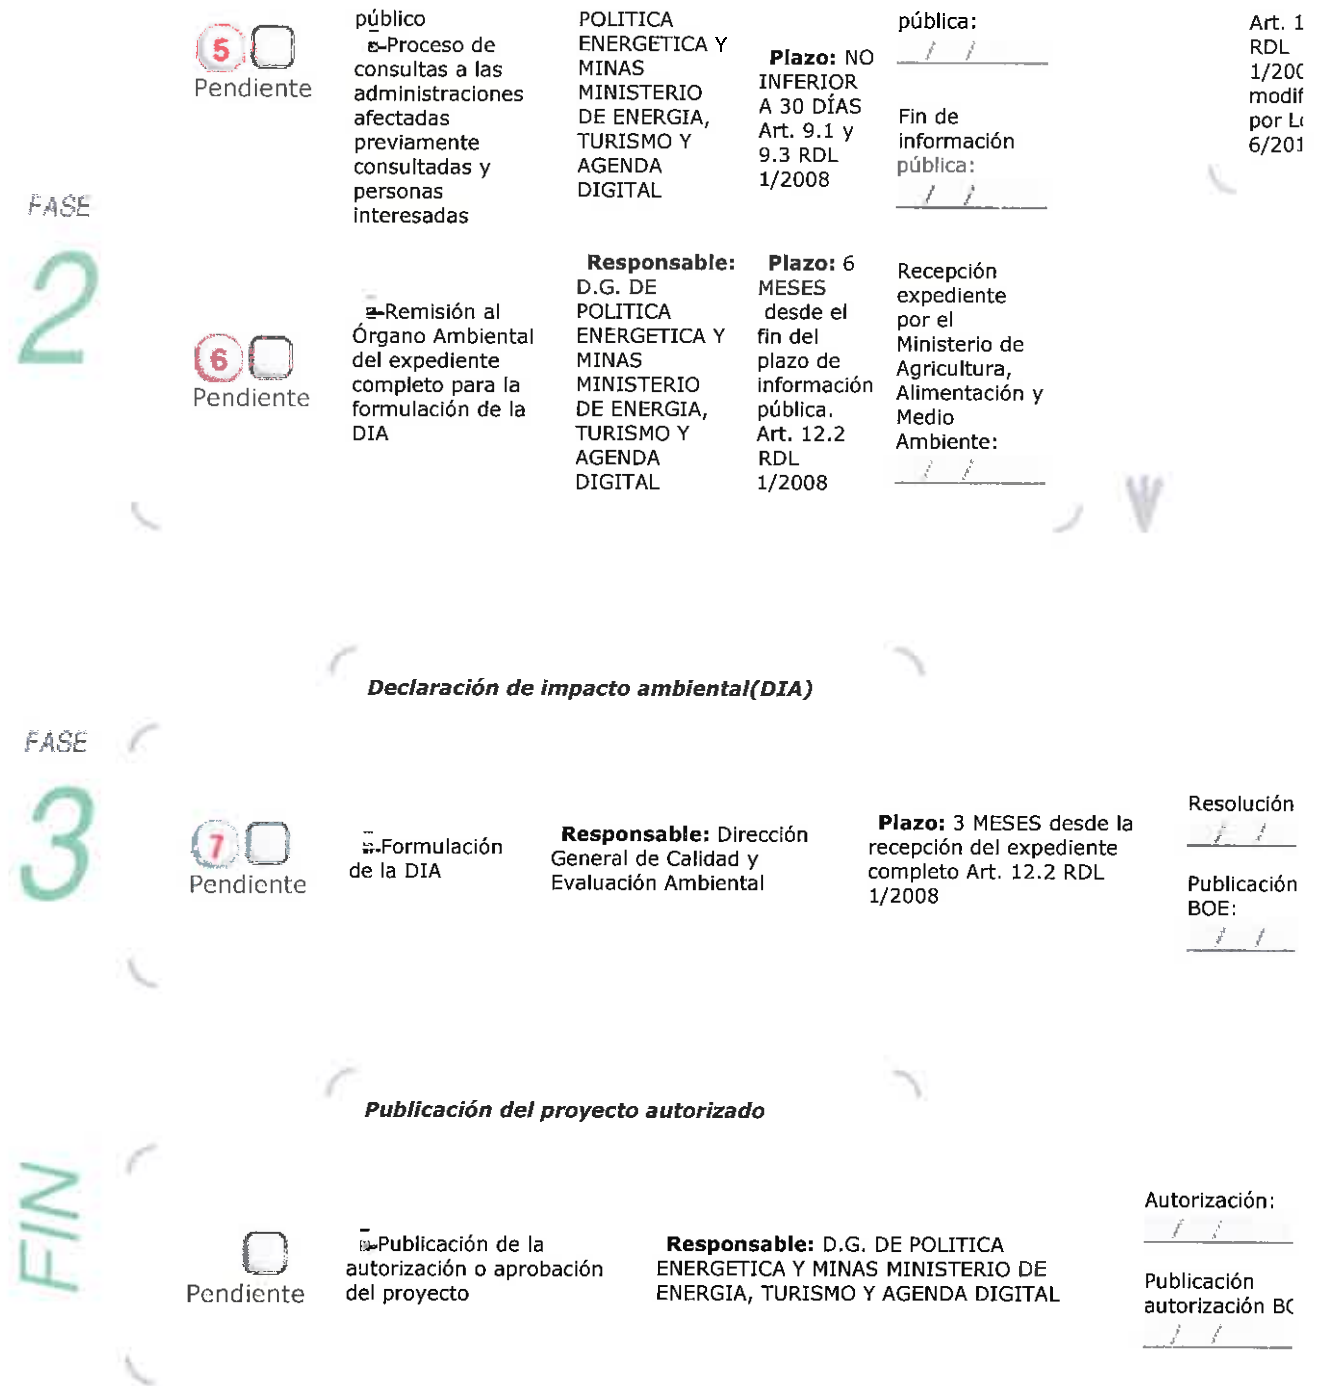 FASE
2
5
Pendiente
público
-Proceso de
consultas a las
administraciones
afectadas
previamente
consultadas y
personas
interesadas
POLITICA
ENERGETICA Y
MINAS
MINISTERIO
DE ENERGIA,
TURISMO Y
AGENDA
DIGITAL
Plazo: NO
INFERIOR
A 30 DÍAS
Art. 9.1 y
9.3 RDL
1/2008
pública:
/ /
Fin de
información
pública:
/ /
Art. 1
RDL
1/200
modif
por L
6/201
6
Pendiente
-Remisión al
Órgano Ambiental
del expediente
completo para la
formulación de la
DIA
Responsable:
D.G. DE
POLITICA
ENERGETICA Y
MINAS
MINISTERIO
DE ENERGIA,
TURISMO Y
AGENDA
DIGITAL
Plazo: 6
MESES
desde el
fin del
plazo de
información
pública.
Art. 12.2
RDL
1/2008
Recepción
expediente
por el
Ministerio de
Agricultura,
Alimentación y
Medio
Ambiente:
/ /
Declaración de impacto ambiental(DIA)
FASE
3
7
Pendiente
-Formulación
de la DIA
Responsable: Dirección
General de Calidad y
Evaluación Ambiental
Plazo: 3 MESES desde la
recepción del expediente
completo Art. 12.2 RDL
1/2008
Resolución
/ /
Publicación
BOE:
/ /
Publicación del proyecto autorizado
FIN
Pendiente
-Publicación de la
autorización o aprobación
del proyecto
Responsable: D.G. DE POLITICA
ENERGETICA Y MINAS MINISTERIO DE
ENERGIA, TURISMO Y AGENDA DIGITAL
Autorización:
/ /
Publicación
autorización BO
/ /